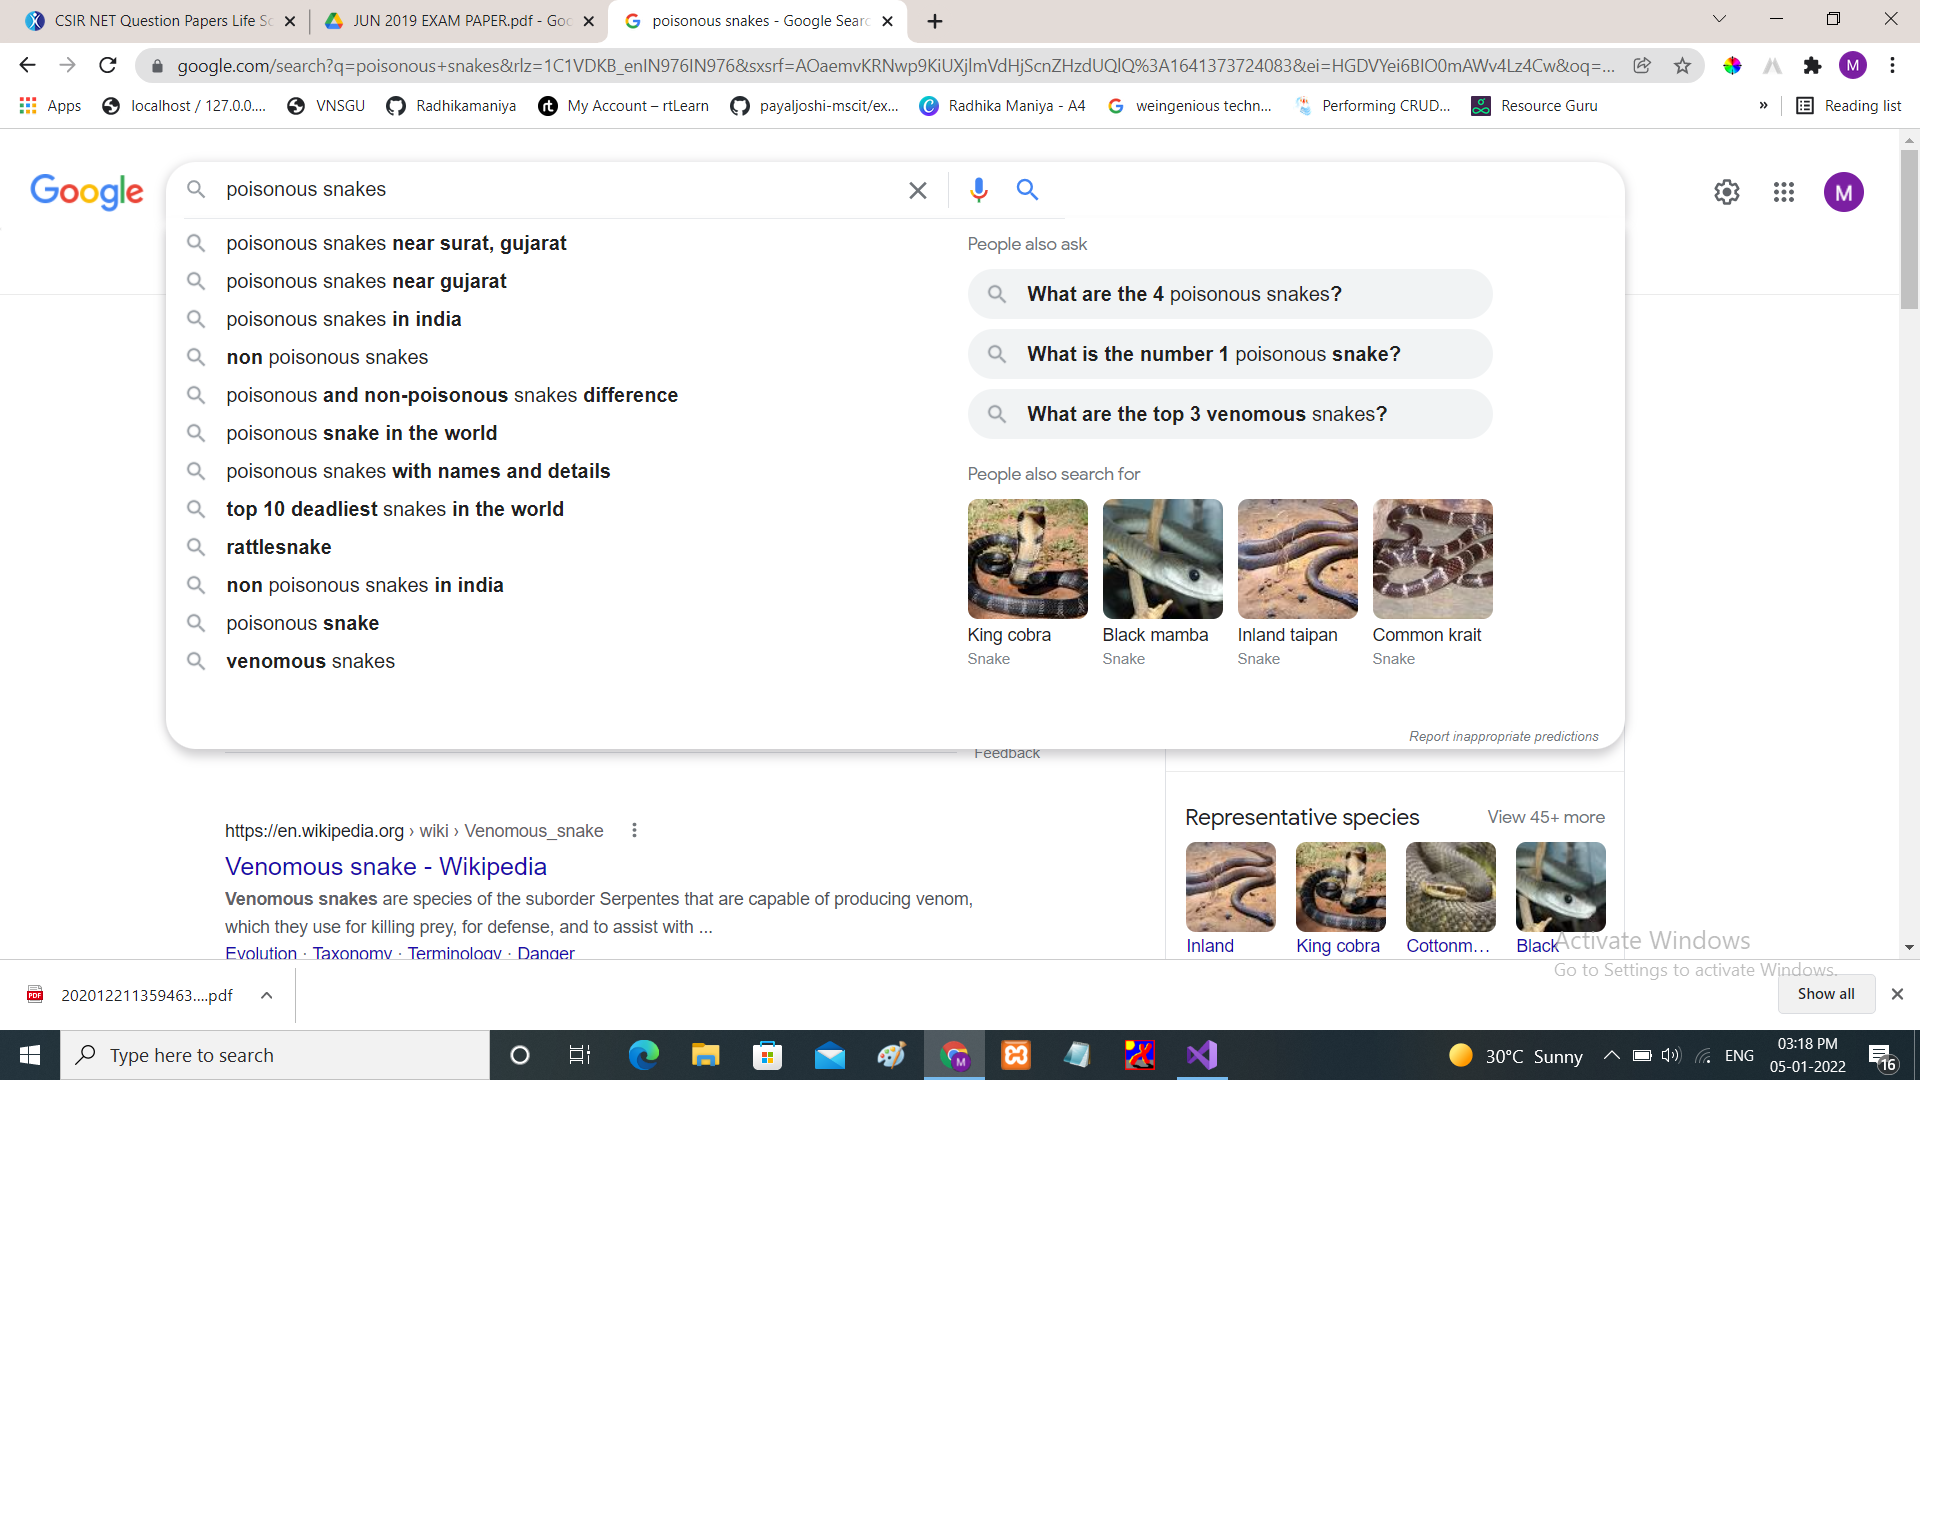 CSIR NET Question Papers Life Sc
JUN 2019 EXAM PAPER.pdf - Goo
poisonous snakes - Google Searc
google.com/search?q=poisonous+snakes&rlz=1C1VDKB_enIN976IN976&sxsrf=AOaemvKRNwp9KiUXjlmVdHjScnZHzdUQlQ%3A1641373724083&ei=HGDVYei6BIO0mAWv4Lz4Cw&oq=...
M
Apps
localhost / 127.0.0....
VNSGU
Radhikamaniya
rt
My Account – rtLearn
payaljoshi-mscit/ex...
Radhika Maniya - A4
weingenious techn...
Performing CRUD...
Resource Guru
»
Reading list
Google
poisonous snakes
M
poisonous snakes near surat, gujarat
poisonous snakes near gujarat
poisonous snakes in india
non poisonous snakes
poisonous and non-poisonous snakes difference
poisonous snake in the world
poisonous snakes with names and details
top 10 deadliest snakes in the world
rattlesnake
non poisonous snakes in india
poisonous snake
venomous snakes
People also ask
What are the 4 poisonous snakes?
What is the number 1 poisonous snake?
What are the top 3 venomous snakes?
People also search for
King cobra
Snake
Black mamba
Snake
Inland taipan
Snake
Common krait
Snake
Report inappropriate predictions
Feedback
https://en.wikipedia.org › wiki › Venomous_snake
Venomous snake - Wikipedia
Venomous snakes are species of the suborder Serpentes that are capable of producing venom,
which they use for killing prey, for defense, and to assist with ...
Evolution · Taxonomy · Terminology · Danger
Representative species
View 45+ more
Inland
King cobra
Cottonm...
Black
Activate Windows
Go to Settings to activate Windows.
PDF
202012211359463....pdf
Show all
Type here to search
M
30°C Sunny
ENG
03:18 PM
05-01-2022
16